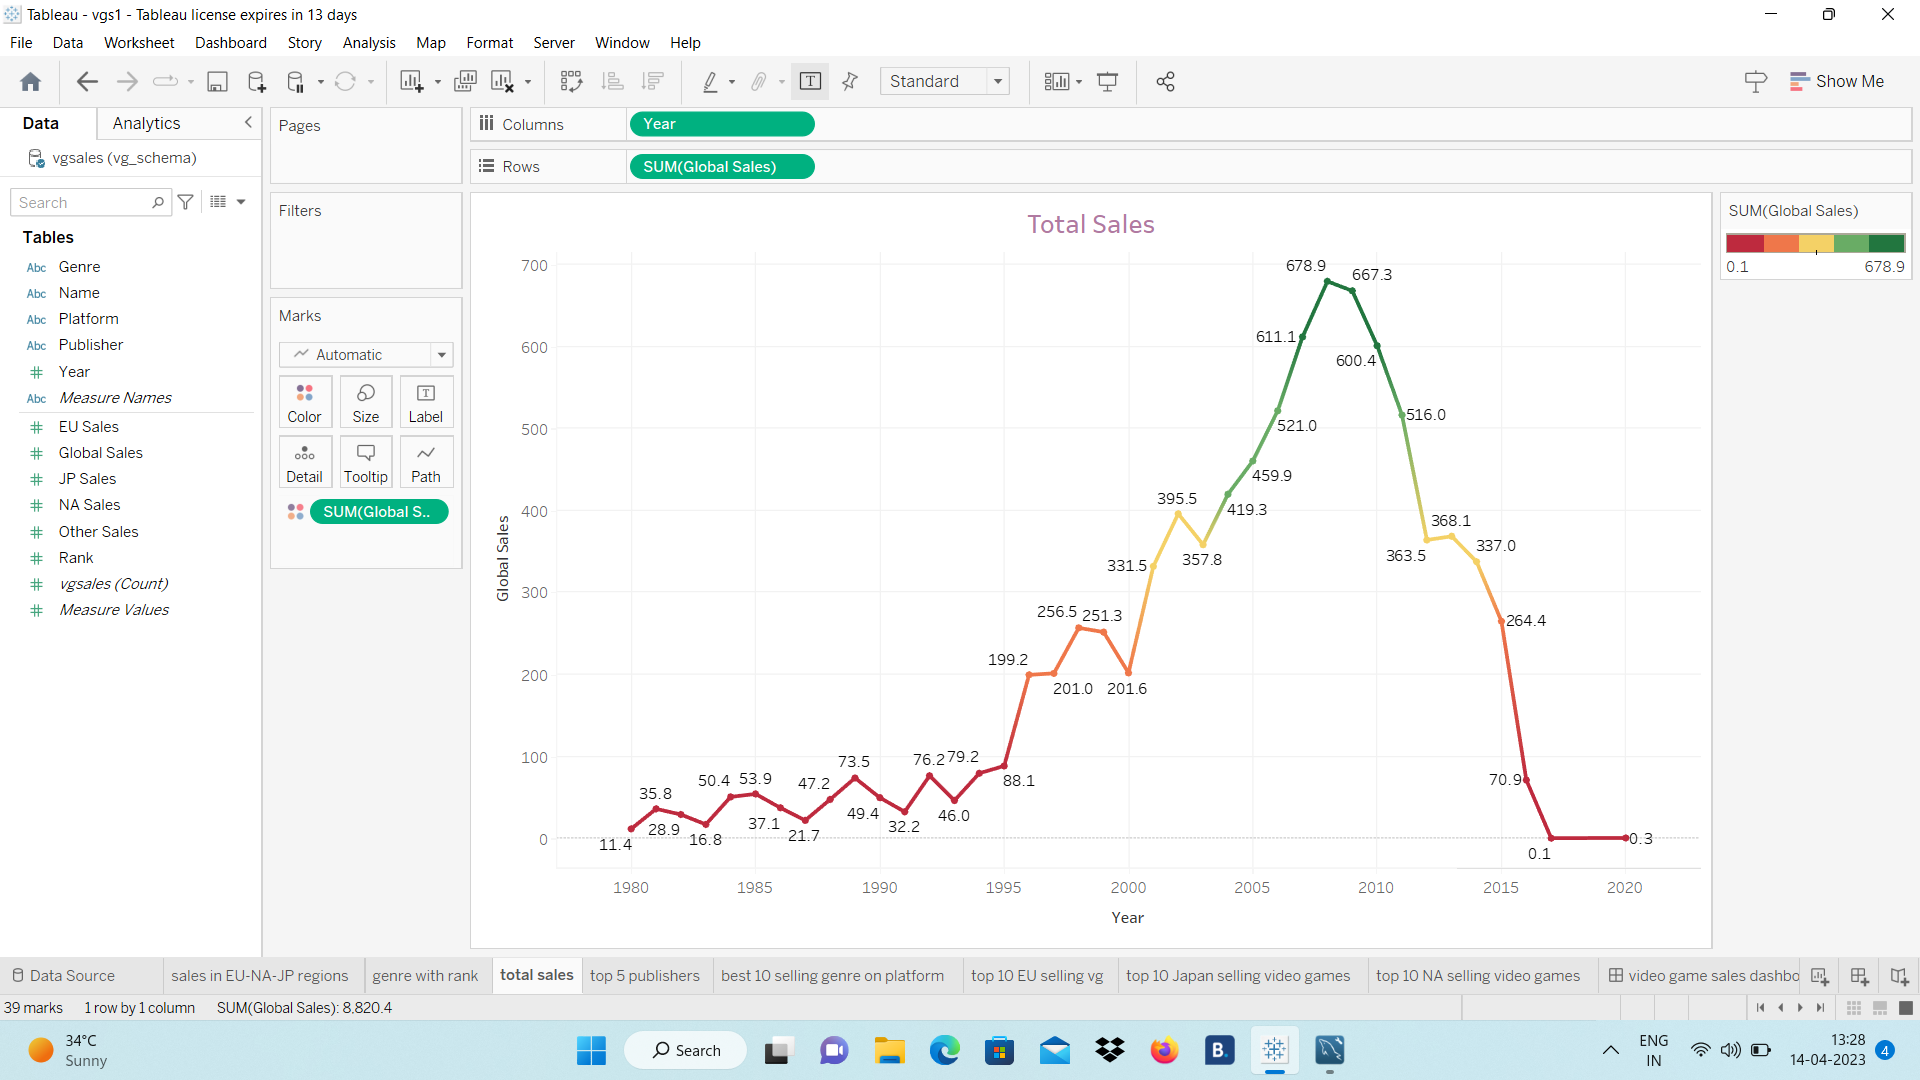 Tableau - vgs1 - Tableau license expires in 13 days
File Data Worksheet Dashboard Story Analysis Map Format Server Window Help
Standard
Show Me
Data Analytics
vgsales (vg_schema)
Search
Tables
Abc Genre
Abc Name
Abc Platform
Abc Publisher
# Year
Abc Measure Names
# EU Sales
# Global Sales
# JP Sales
# NA Sales
# Other Sales
# Rank
# vgsales (Count)
# Measure Values
Pages
Filters
Marks
Automatic
Color Size Label
Detail Tooltip Path
SUM(Global S..
Columns Year
Rows SUM(Global Sales)
Total Sales
Global Sales
700
600
500
400
300
200
100
0
11.4
35.8
28.9
16.8
50.4
53.9
37.1
21.7
47.2
73.5
49.4
32.2
76.2
46.0
79.2
88.1
199.2
201.0
256.5
251.3
201.6
331.5
395.5
357.8
419.3
459.9
521.0
611.1
678.9
667.3
600.4
516.0
363.5
368.1
337.0
264.4
70.9
0.1
0.3
1980 1985 1990 1995 2000 2005 2010 2015 2020
Year
SUM(Global Sales)
0.1 678.9
Data Source sales in EU-NA-JP regions genre with rank total sales top 5 publishers best 10 selling genre on platform top 10 EU selling vg top 10 Japan selling video games top 10 NA selling video games video game sales dashbo
39 marks 1 row by 1 column SUM(Global Sales): 8,820.4
34°C
Sunny
Search
B.
ENG
IN
13:28
14-04-2023
4